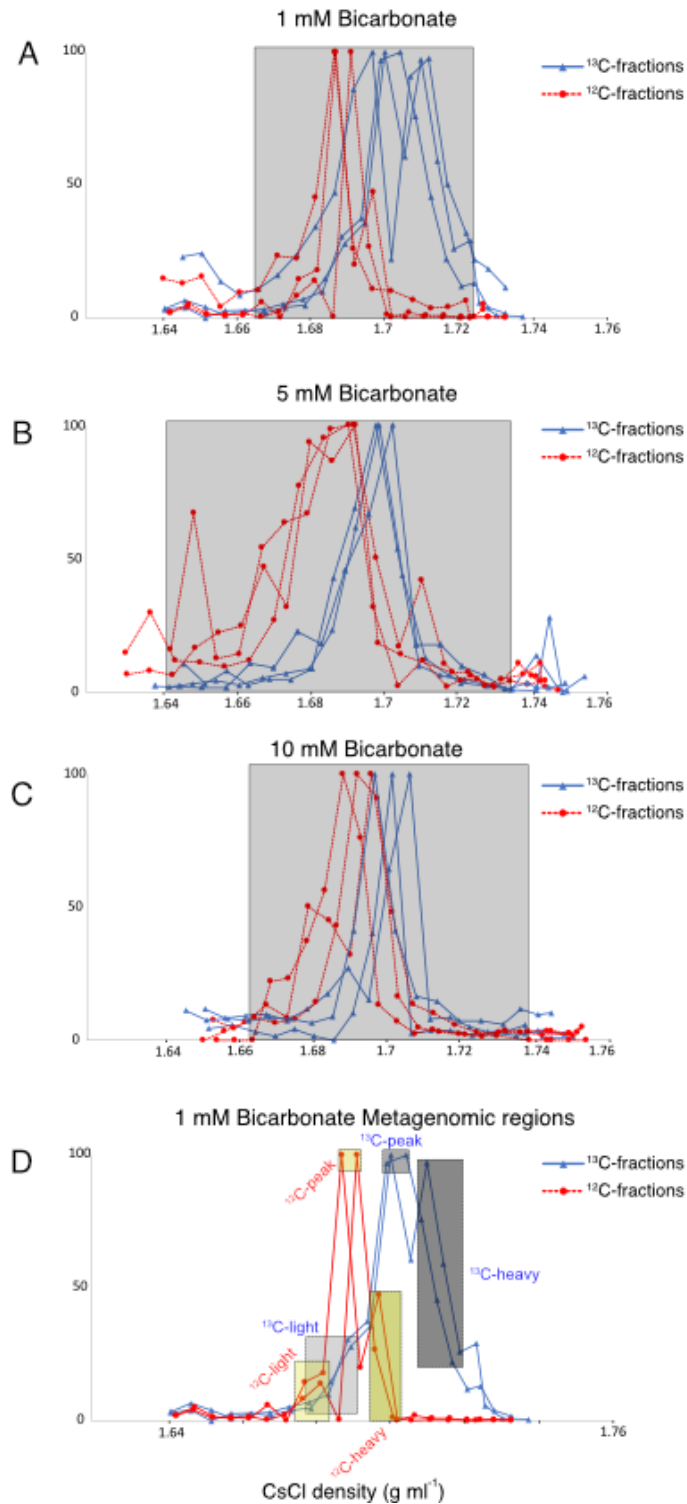 1 mM Bicarbonate
A
100
50
0
1.64
1.66
1.68
1.7
1.72
1.74
1.76
¹³C-fractions
¹²C-fractions
5 mM Bicarbonate
B
100
50
0
1.64
1.66
1.68
1.7
1.72
1.74
1.76
¹³C-fractions
¹²C-fractions
10 mM Bicarbonate
C
100
50
0
1.64
1.66
1.68
1.7
1.72
1.74
1.76
¹³C-fractions
¹²C-fractions
1 mM Bicarbonate Metagenomic regions
D
100
50
0
1.64
1.76
¹³C-peak
¹²C-peak
¹³C-fractions
¹²C-fractions
¹³C-heavy
¹³C-light
¹²C-light
¹²C-heavy
CsCl density (g ml⁻¹)